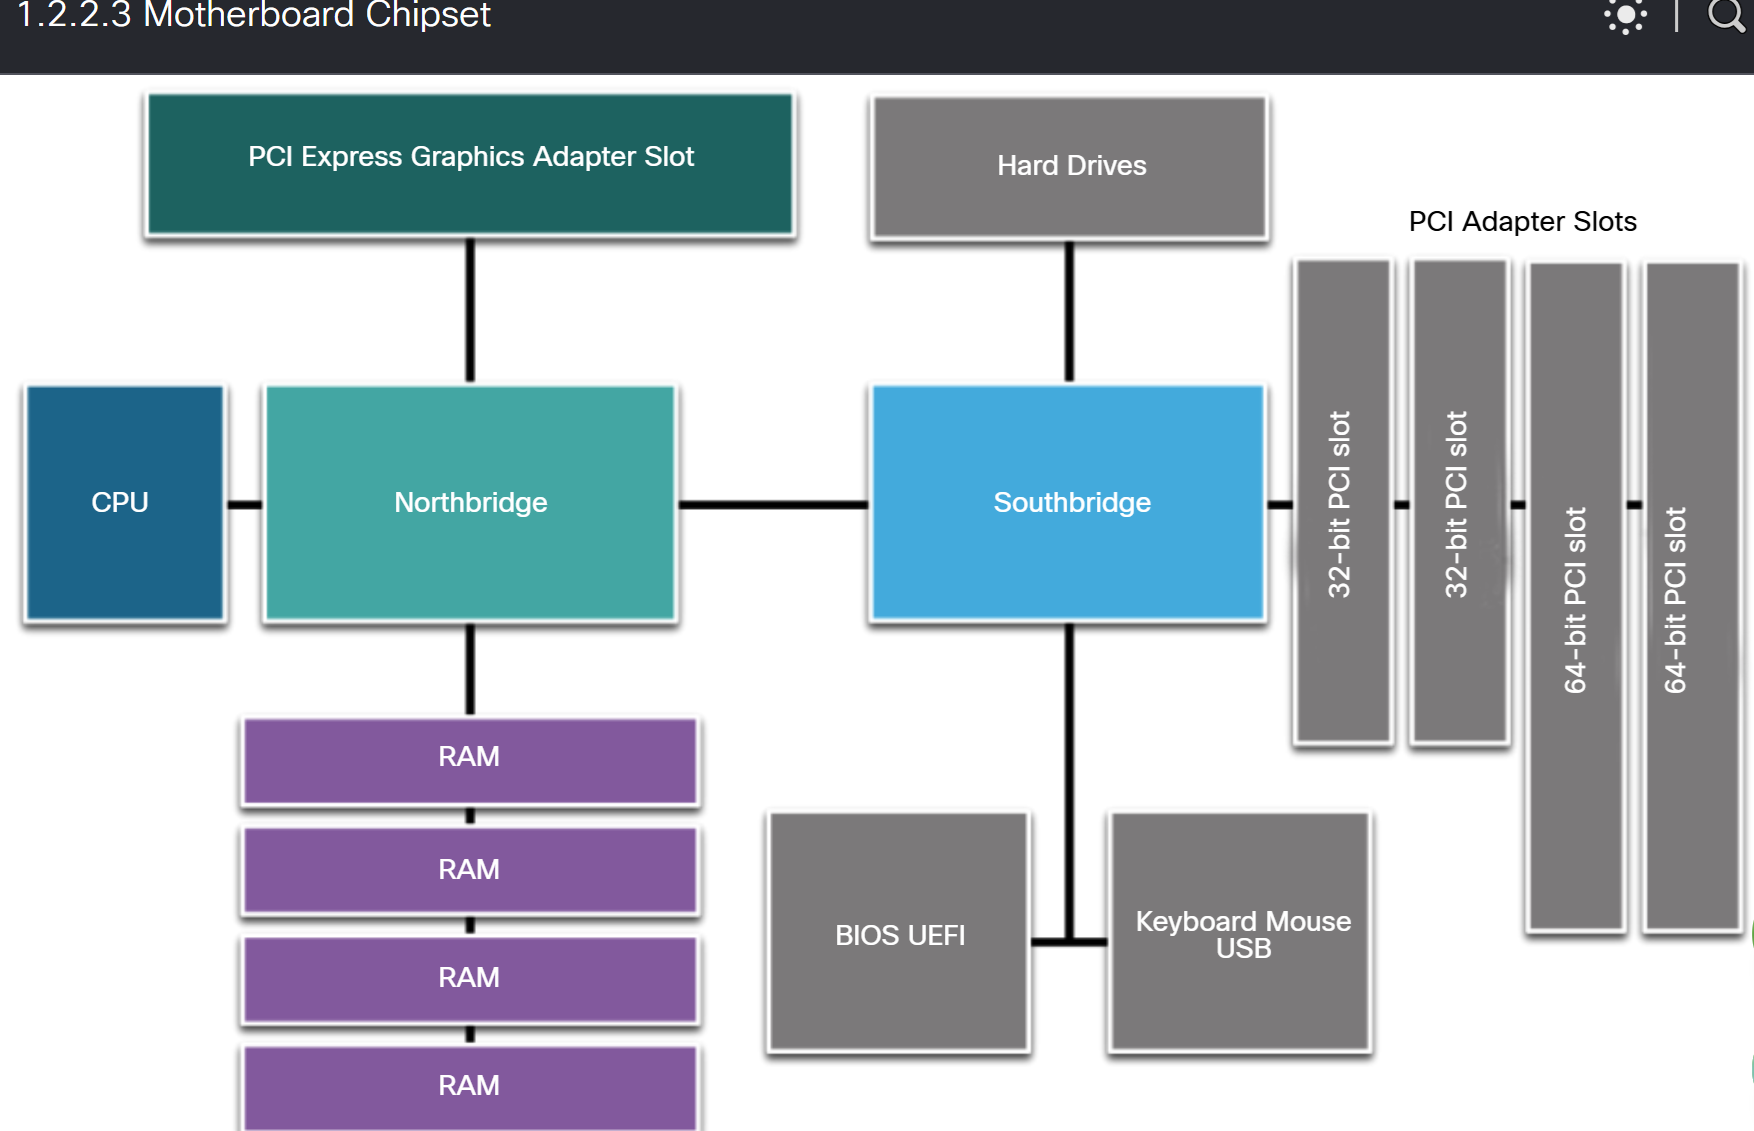 1.2.2.3 Motherboard Chipset
PCI Express Graphics Adapter Slot
Hard Drives
PCI Adapter Slots
CPU
Northbridge
Southbridge
32-bit PCI slot
32-bit PCI slot
64-bit PCI slot
64-bit PCI slot
RAM
RAM
RAM
RAM
BIOS UEFI
Keyboard Mouse
USB